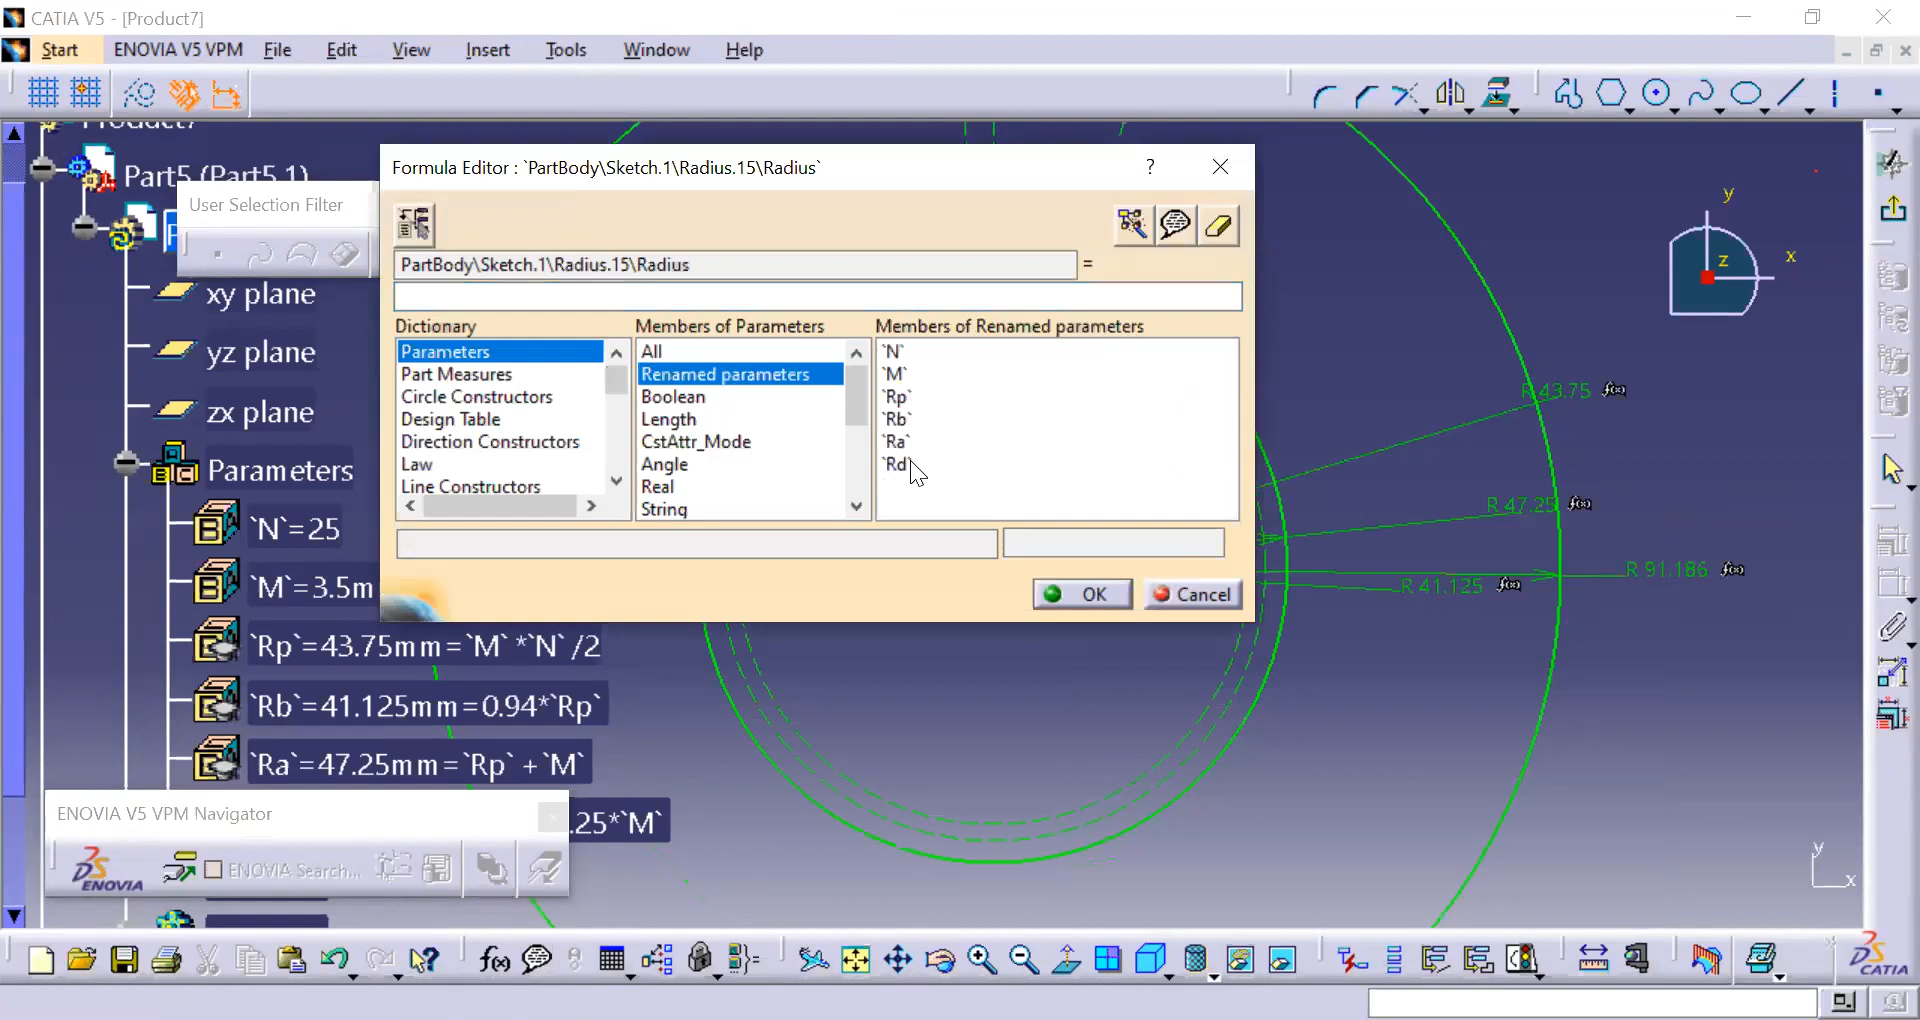 CATIA V5 - [Product7]
Start ENOVIA V5 VPM File Edit View Insert Tools Window Help
Product7
Part5 (Part5.1)
User Selection Filter
xy plane
yz plane
zx plane
Parameters
`N`=25
`M`=3.5m
`Rp`=43.75mm=`M` *`N` /2
`Rb`=41.125mm=0.94*`Rp`
`Ra`=47.25mm=`Rp` +`M`
.25*`M`
ENOVIA V5 VPM Navigator
ENOVIA
ENOVIA Search...
Formula Editor : `PartBody\Sketch.1\Radius.15\Radius`
?
PartBody\Sketch.1\Radius.15\Radius =
Dictionary
Parameters
Part Measures
Circle Constructors
Design Table
Direction Constructors
Law
Line Constructors
Members of Parameters
All
Renamed parameters
Boolean
Length
CstAttr_Mode
Angle
Real
String
Members of Renamed parameters
`N`
`M`
`Rp`
`Rb`
`Ra`
`Rd`
OK Cancel
R 43.75 f(x)
R 47.25 f(x)
R 91.186 f(x)
R 41.125 f(x)
y
x
z
y
x
f(x)
CATIA